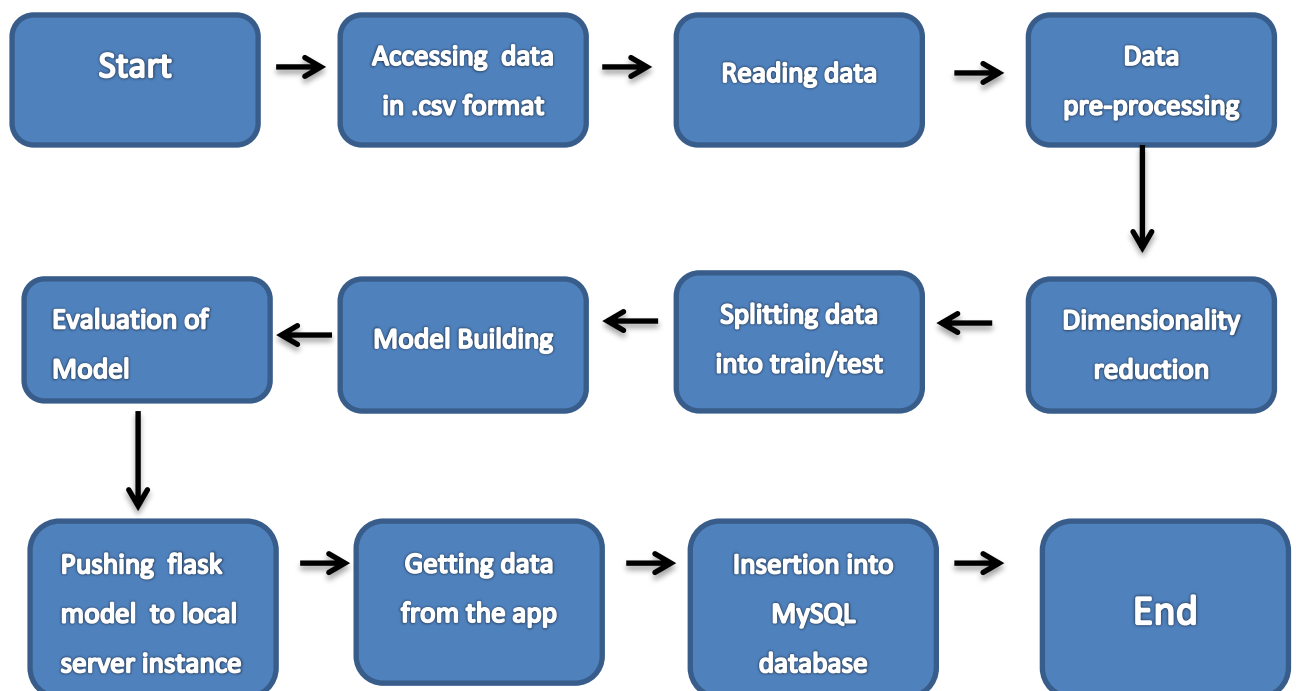 Start
Accessing data
in .csv format
Reading data
Data
pre-processing
Dimensionality
reduction
Splitting data
into train/test
Model Building
Evaluation of
Model
Pushing flask
model to local
server instance
Getting data
from the app
Insertion into
MySQL
database
End